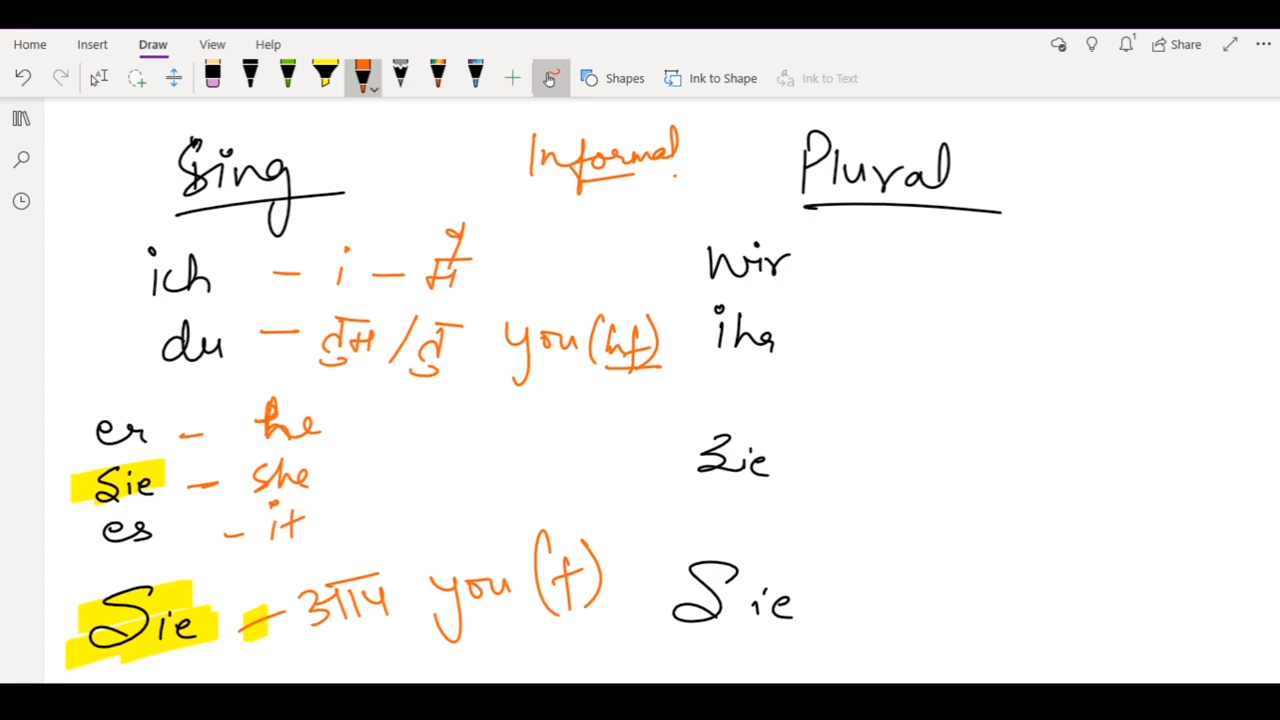 Home Insert Draw View Help Share
Shapes Ink to Shape Ink to Text
Sing Informal Plural
ich - i - मैं wir
du - तुम / तु you (inf) ihr
er - he
Sie - she Sie
es - it
Sie - आप you (f) Sie